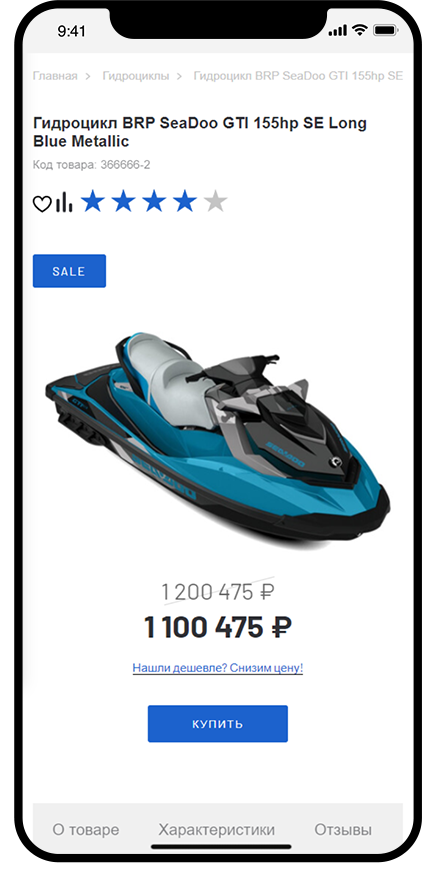 9:41
Главная > Гидроциклы > Гидроцикл BRP SeaDoo GTI 155hp SE
Гидроцикл BRP SeaDoo GTI 155hp SE Long
Blue Metallic
Код товара: 366666-2
SALE
GTI
SEADOO
1 200 475 ₽
1 100 475 ₽
Нашли дешевле? Снизим цену!
КУПИТЬ
О товаре Характеристики Отзывы